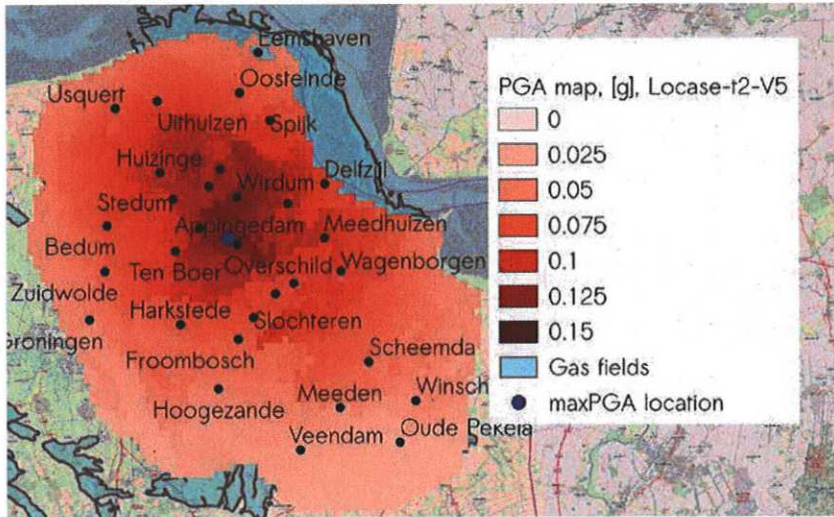 Eemshaven
Oosteinde
Usquert
Uithuizen
Spijk
Huizinge
Delfzijl
Wirdum
Stedum
Appingedam
Meedhuizen
Bedum
Ten Boer
Overschild
Wagenborgen
Zuidwolde
Harkstede
Slochteren
Groningen
Froombosch
Scheemda
Hoogezande
Meeden
Winsch
Veendam
Oude Pekela
PGA map, [g], Locase-t2-V5
0
0.025
0.05
0.075
0.1
0.125
0.15
Gas fields
maxPGA location